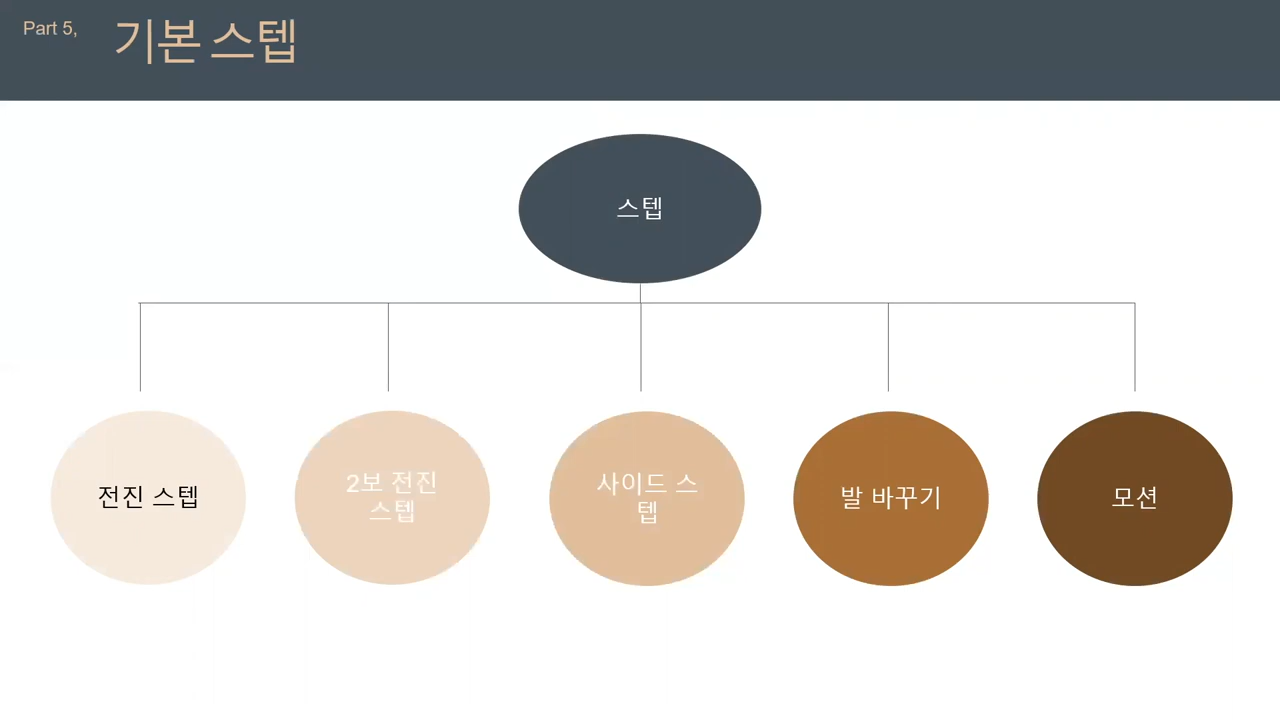 Part 5,
기본 스텝
스텝
전진 스텝
2보 전진
스텝
사이드 스
텝
발 바꾸기
모션